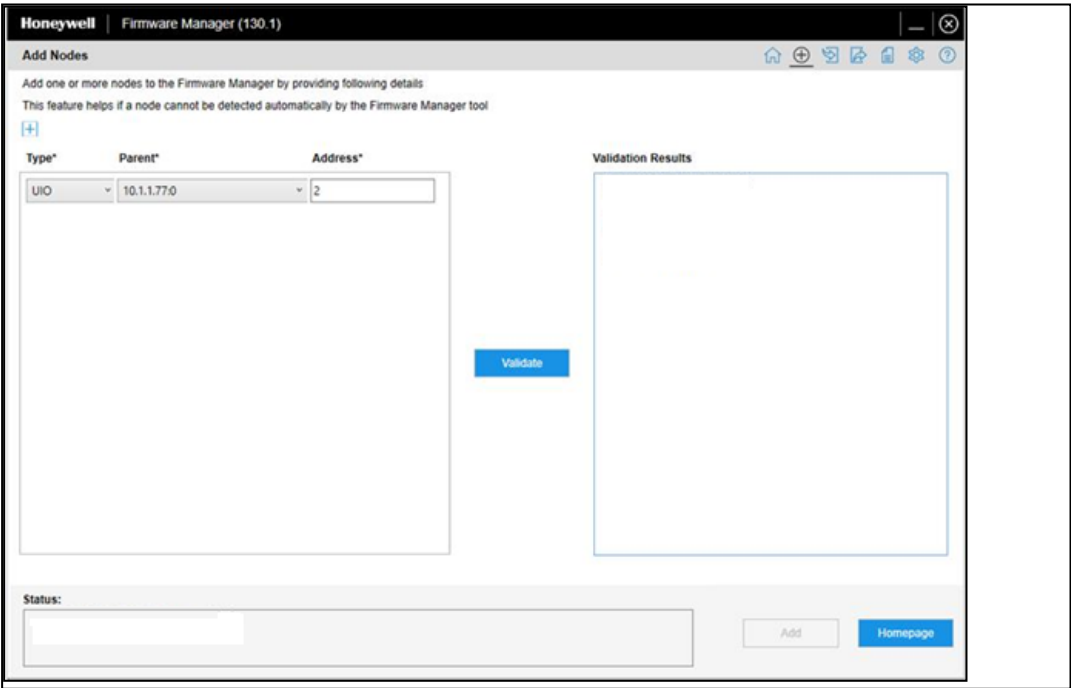 Honeywell Firmware Manager (130.1)
Add Nodes
Add one or more nodes to the Firmware Manager by providing following details
This feature helps if a node cannot be detected automatically by the Firmware Manager tool
Type* Parent* Address* Validation Results
UIO 10.1.1.77:0 2
Validate
Status:
Add Homepage